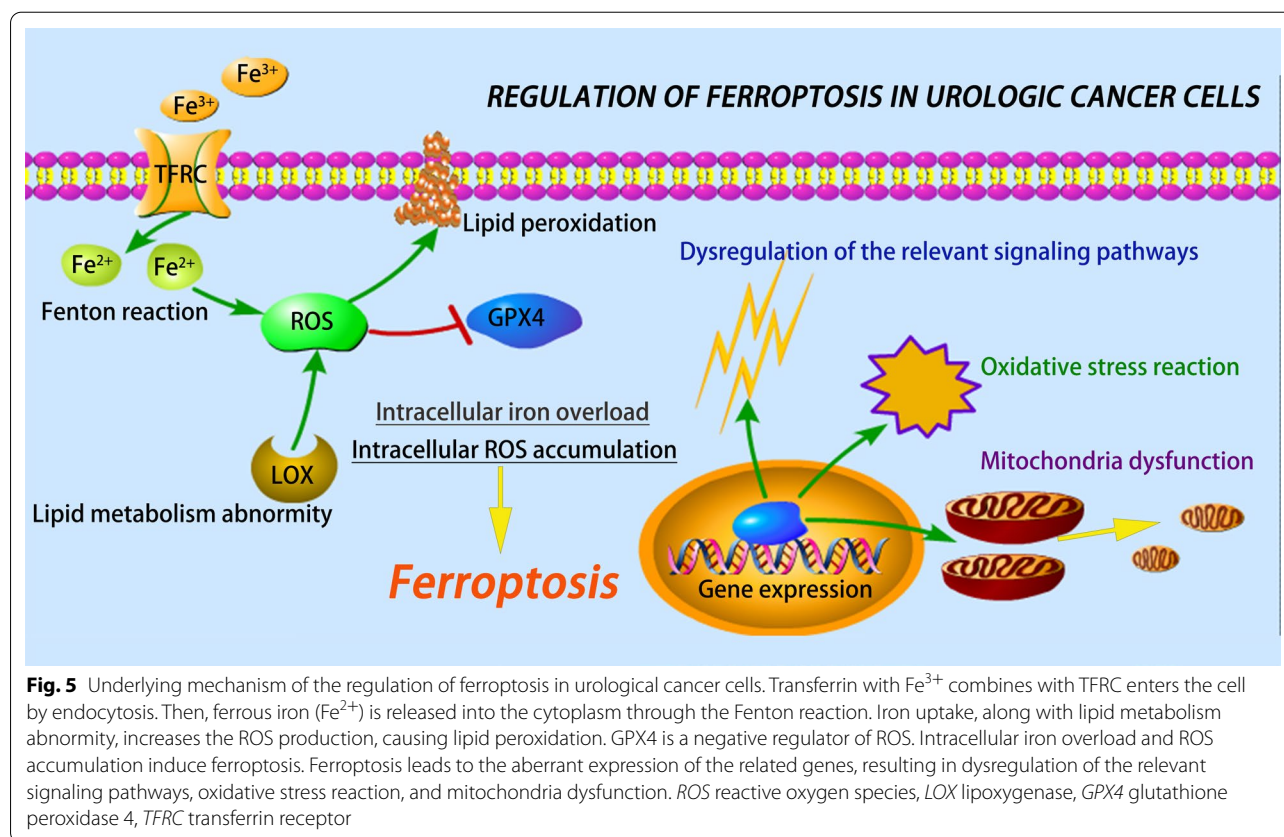 Fe³⁺
Fe³⁺
REGULATION OF FERROPTOSIS IN UROLOGIC CANCER CELLS
TFRC
Lipid peroxidation
Fe²⁺
Fe²⁺
Dysregulation of the relevant signaling pathways
Fenton reaction
ROS
GPX4
Oxidative stress reaction
Intracellular iron overload
Intracellular ROS accumulation
LOX
Mitochondria dysfunction
Lipid metabolism abnormity
Ferroptosis
Gene expression
Fig. 5 Underlying mechanism of the regulation of ferroptosis in urological cancer cells. Transferrin with Fe³⁺ combines with TFRC enters the cell
by endocytosis. Then, ferrous iron (Fe²⁺) is released into the cytoplasm through the Fenton reaction. Iron uptake, along with lipid metabolism
abnormity, increases the ROS production, causing lipid peroxidation. GPX4 is a negative regulator of ROS. Intracellular iron overload and ROS
accumulation induce ferroptosis. Ferroptosis leads to the aberrant expression of the related genes, resulting in dysregulation of the relevant
signaling pathways, oxidative stress reaction, and mitochondria dysfunction. ROS reactive oxygen species, LOX lipoxygenase, GPX4 glutathione
peroxidase 4, TFRC transferrin receptor